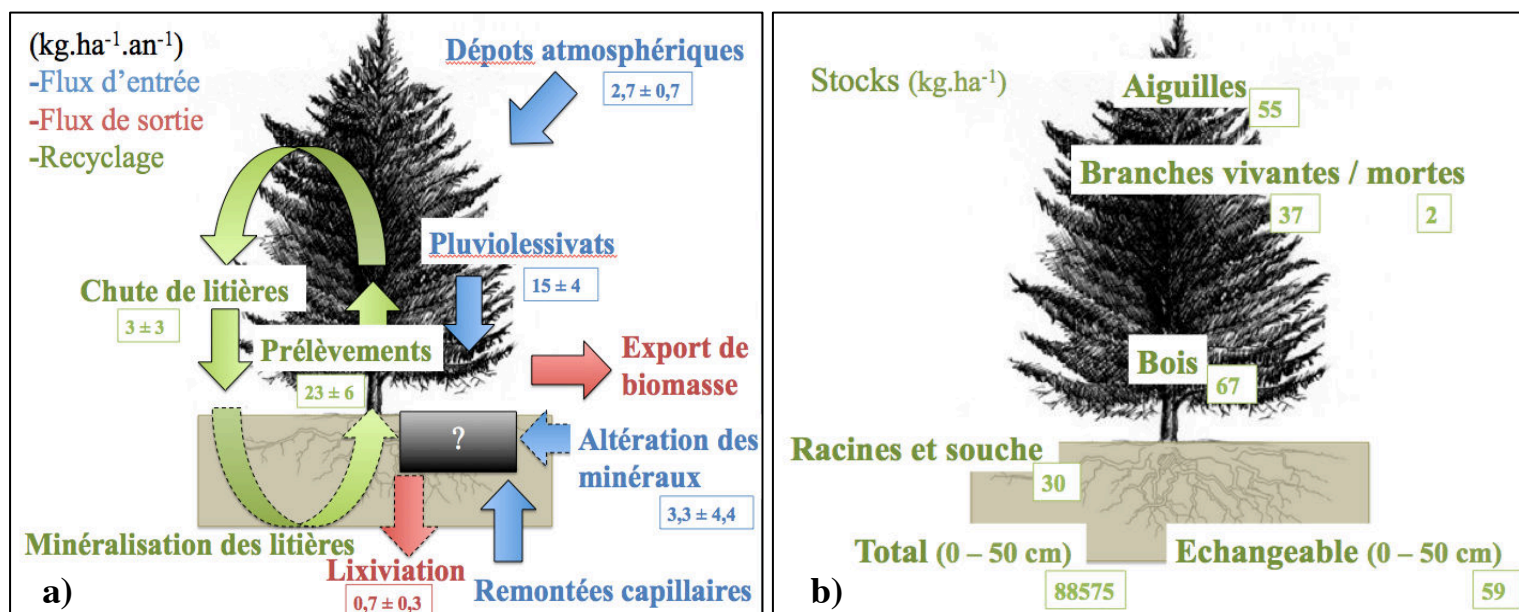 (kg.ha⁻¹.an⁻¹)
-Flux d'entrée
-Flux de sortie
-Recyclage
Dépots atmosphériques
2,7 ± 0,7
Pluviolessivats
15 ± 4
Chute de litières
3 ± 3
Prélèvements
23 ± 6
Export de
biomasse
?
Altération des
minéraux
3,3 ± 4,4
Minéralisation des litières
Lixiviation
0,7 ± 0,3
Remontées capillaires
a)
Stocks (kg.ha⁻¹)
Aiguilles
55
Branches vivantes / mortes
37 2
Bois
67
Racines et souche
30
Total (0 – 50 cm) Echangeable (0 – 50 cm)
88575 59
b)